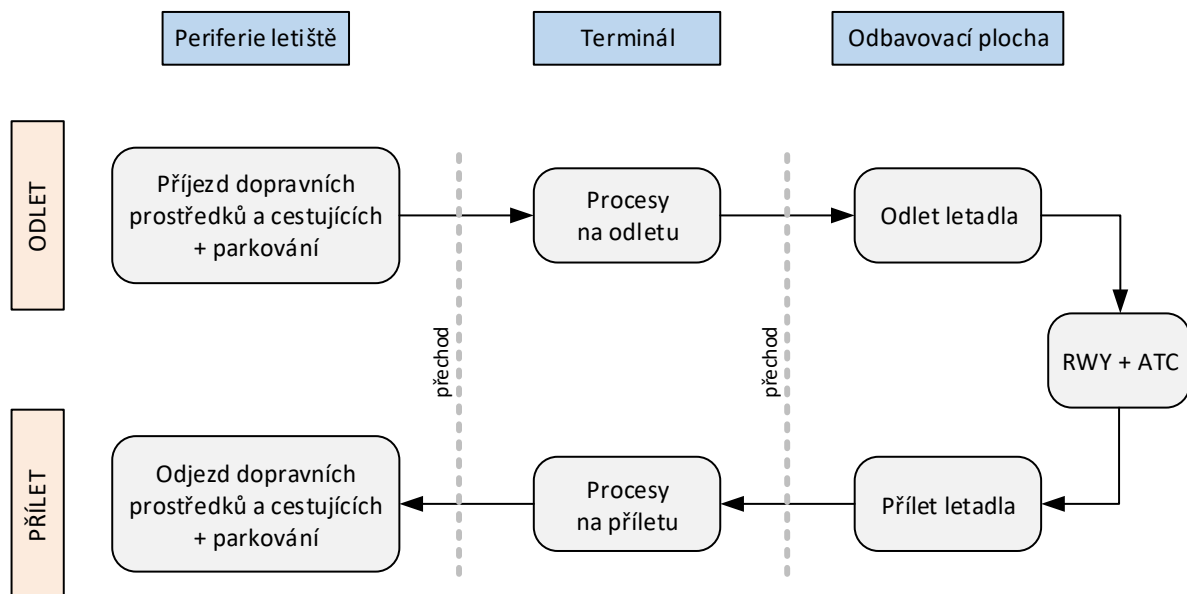 Periferie letiště
Terminál
Odbavovací plocha
ODLET
Příjezd dopravních
prostředků a cestujících
+ parkování
Procesy
na odletu
Odlet letadla
přechod
přechod
RWY + ATC
PŘÍLET
Odjezd dopravních
prostředků a cestujících
+ parkování
Procesy
na příletu
Přílet letadla